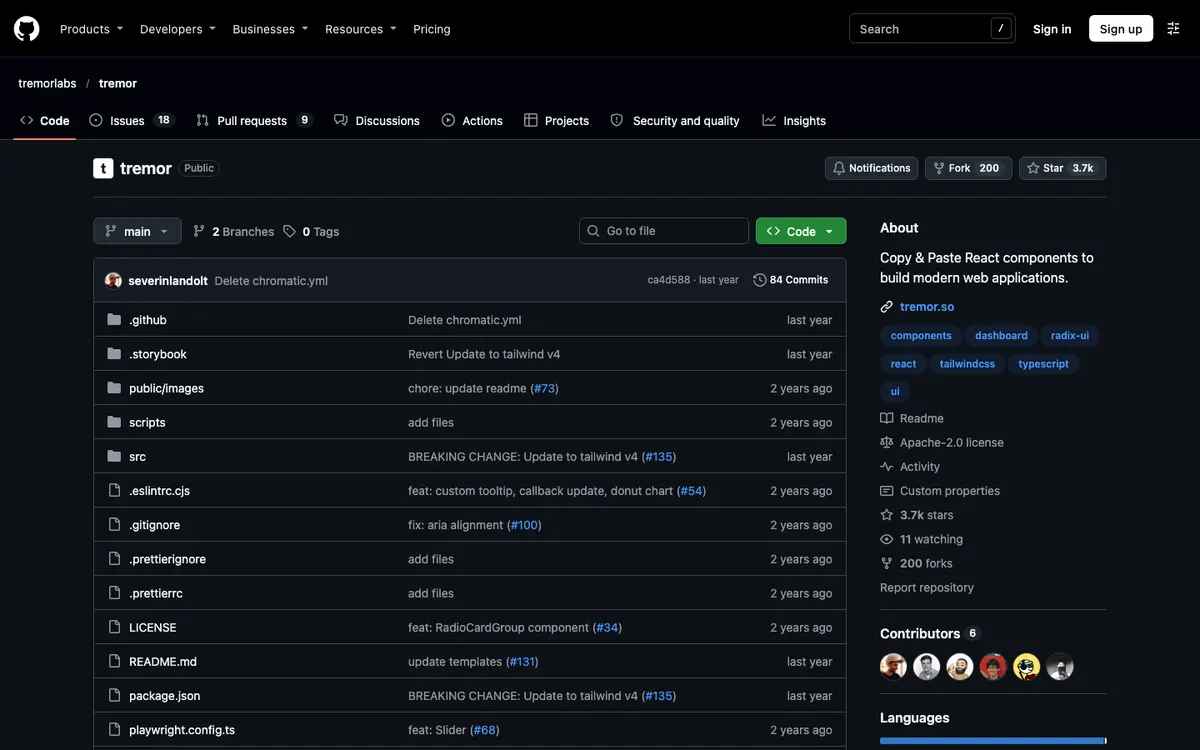 Products Developers Businesses Resources Pricing Search / Sign in Sign up
tremorlabs / tremor
Code Issues 18 Pull requests 9 Discussions Actions Projects Security and quality Insights
t tremor Public Notifications Fork 200 Star 3.7k
main 2 Branches 0 Tags Go to file Code
severinlandolt Delete chromatic.yml ca4d588 · last year 84 Commits
.github Delete chromatic.yml last year
.storybook Revert Update to tailwind v4 last year
public/images chore: update readme (#73) 2 years ago
scripts add files 2 years ago
src BREAKING CHANGE: Update to tailwind v4 (#135) last year
.eslintrc.cjs feat: custom tooltip, callback update, donut chart (#54) 2 years ago
.gitignore fix: aria alignment (#100) 2 years ago
.prettierignore add files 2 years ago
.prettierrc add files 2 years ago
LICENSE feat: RadioCardGroup component (#34) 2 years ago
README.md update templates (#131) last year
package.json BREAKING CHANGE: Update to tailwind v4 (#135) last year
playwright.config.ts feat: Slider (#68) 2 years ago
About
Copy & Paste React components to
build modern web applications.
tremor.so
components dashboard radix-ui
react tailwindcss typescript
ui
Readme
Apache-2.0 license
Activity
Custom properties
3.7k stars
11 watching
200 forks
Report repository
Contributors 6
Languages